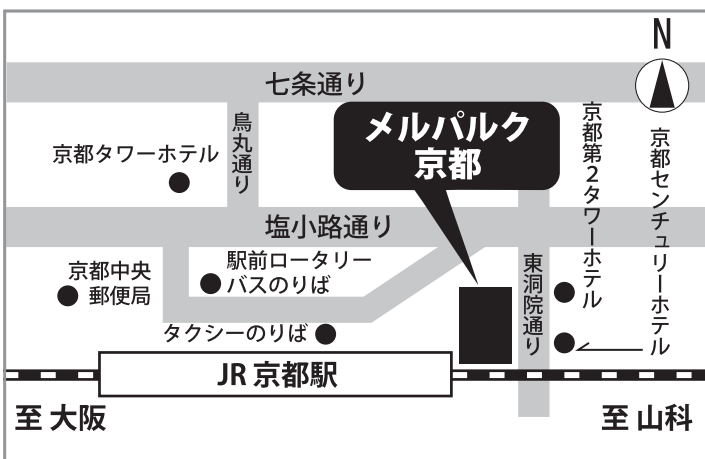 N
七条通り
烏丸通り
メルパルク
京都
京都第2タワーホテル
京都センチュリーホテル
京都タワーホテル
塩小路通り
京都中央
郵便局
駅前ロータリー
バスのりば
東洞院通り
タクシーのりば
JR 京都駅
至 大阪
至 山科